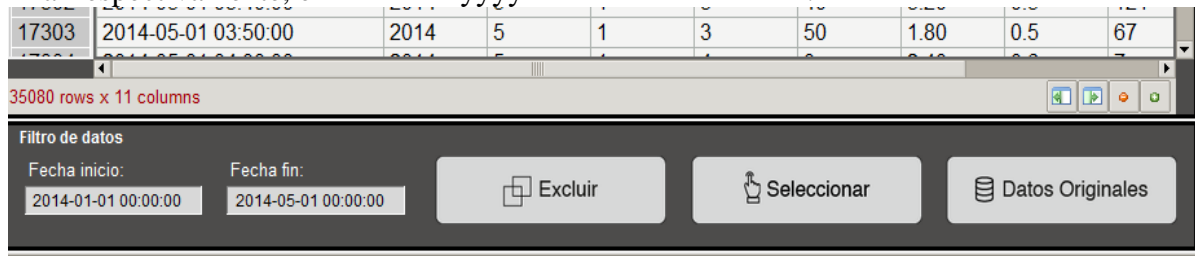 17303 2014-05-01 03:50:00 2014 5 1 3 50 1.80 0.5 67
35080 rows x 11 columns
Filtro de datos
Fecha inicio: Fecha fin:
2014-01-01 00:00:00 2014-05-01 00:00:00 Excluir Seleccionar Datos Originales